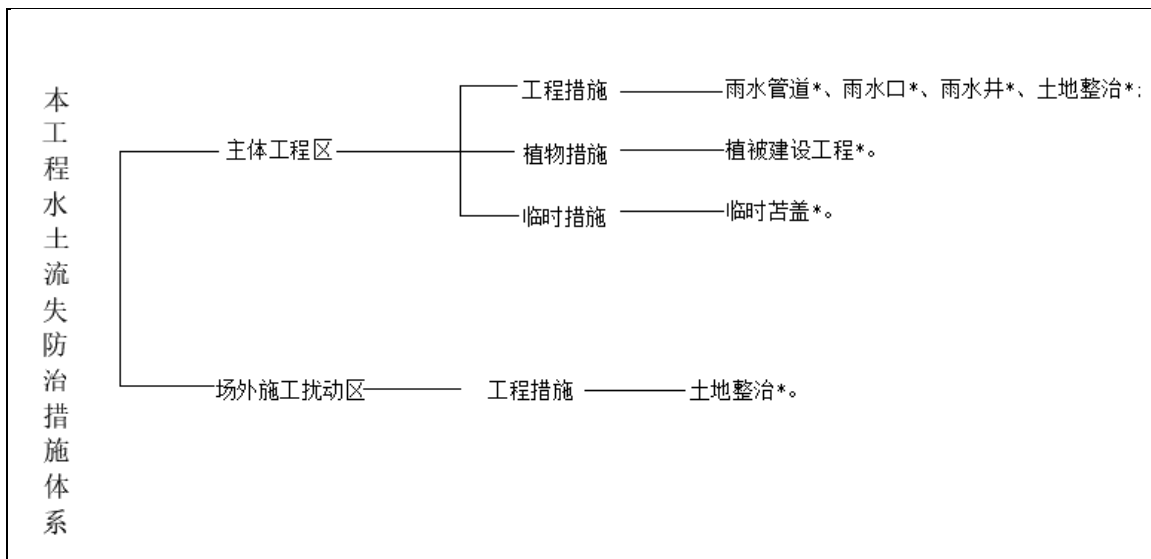 本工程水土流失防治措施体系
工程措施 雨水管道*、雨水口*、雨水井*、土地整治*;
主体工程区 植物措施 植被建设工程*。
临时措施 临时苫盖*。
场外施工扰动区 工程措施 土地整治*。